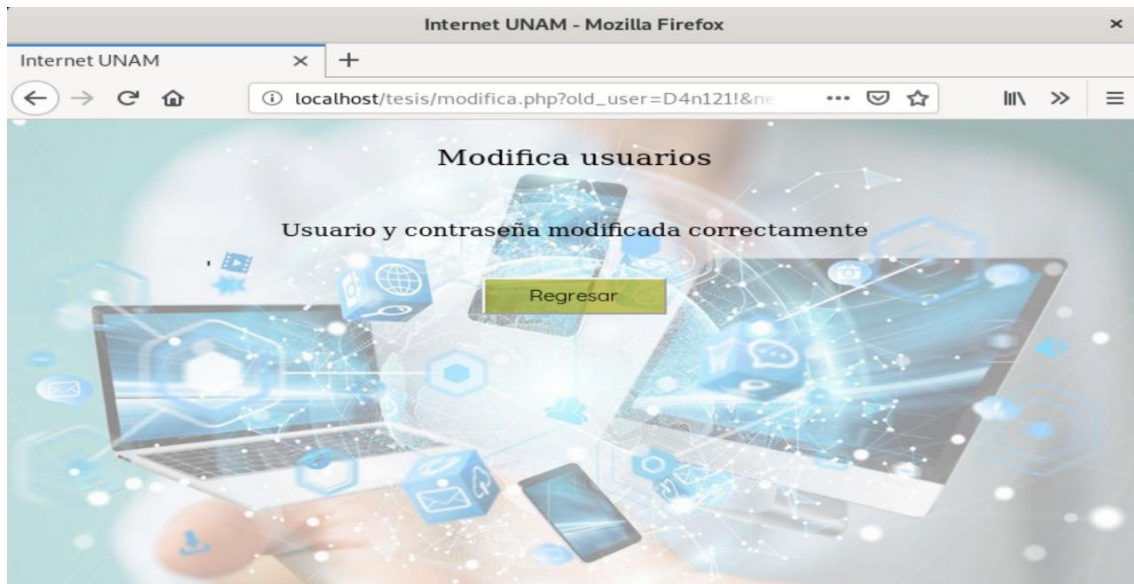 Internet UNAM - Mozilla Firefox
Internet UNAM
localhost/tesis/modifica.php?old_user=D4n121!&ne
Modifica usuarios
Usuario y contraseña modificada correctamente
Regresar